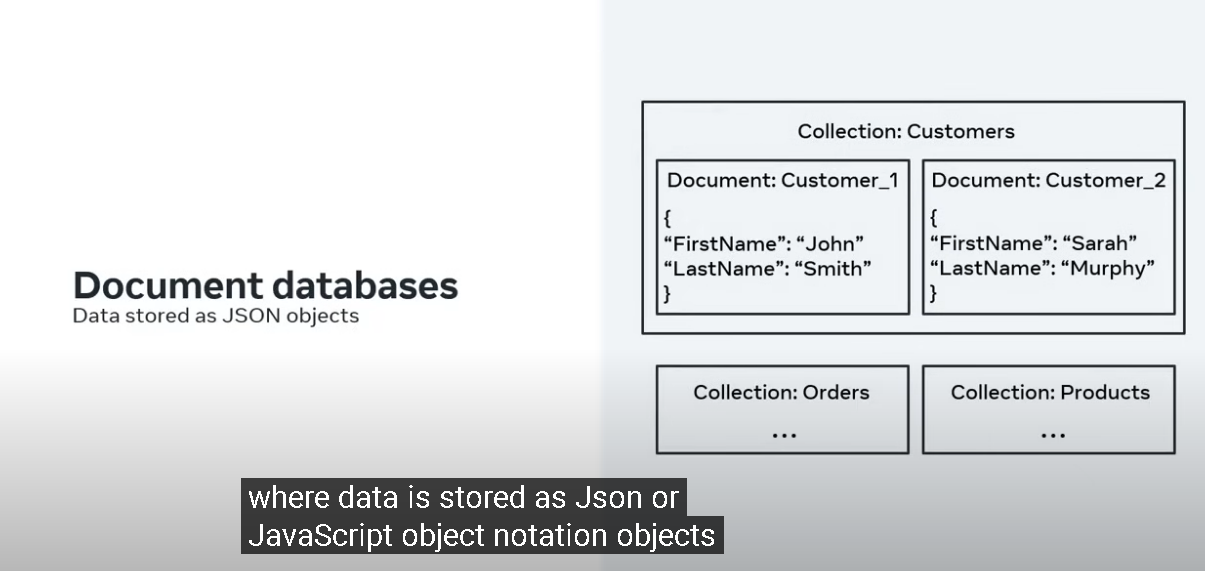 Document databases
Data stored as JSON objects
Collection: Customers
Document: Customer_1
{
“FirstName”: “John”
“LastName”: “Smith”
}
Document: Customer_2
{
“FirstName”: “Sarah”
“LastName”: “Murphy”
}
Collection: Orders
...
Collection: Products
...
where data is stored as Json or
JavaScript object notation objects